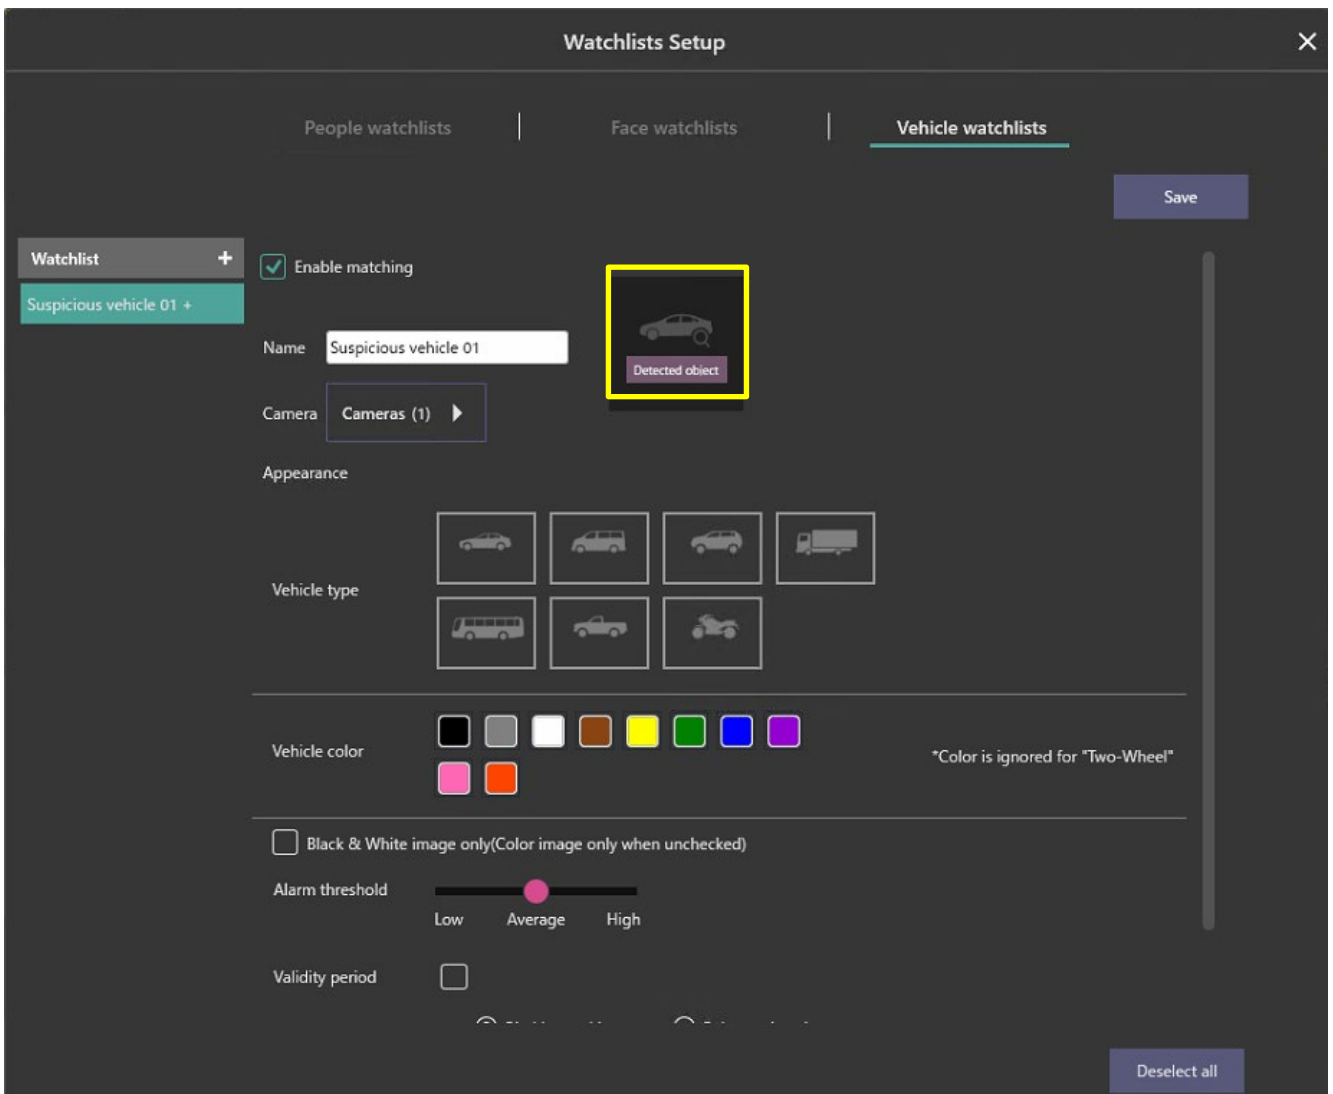 Watchlists Setup
People watchlists
Face watchlists
Vehicle watchlists
Save
Watchlist +
Suspicious vehicle 01 +
Enable matching
Name Suspicious vehicle 01
Detected object
Camera Cameras (1)
Appearance
Vehicle type
Vehicle color
*Color is ignored for "Two-Wheel"
Black & White image only(Color image only when unchecked)
Alarm threshold
Low Average High
Validity period
Deselect all